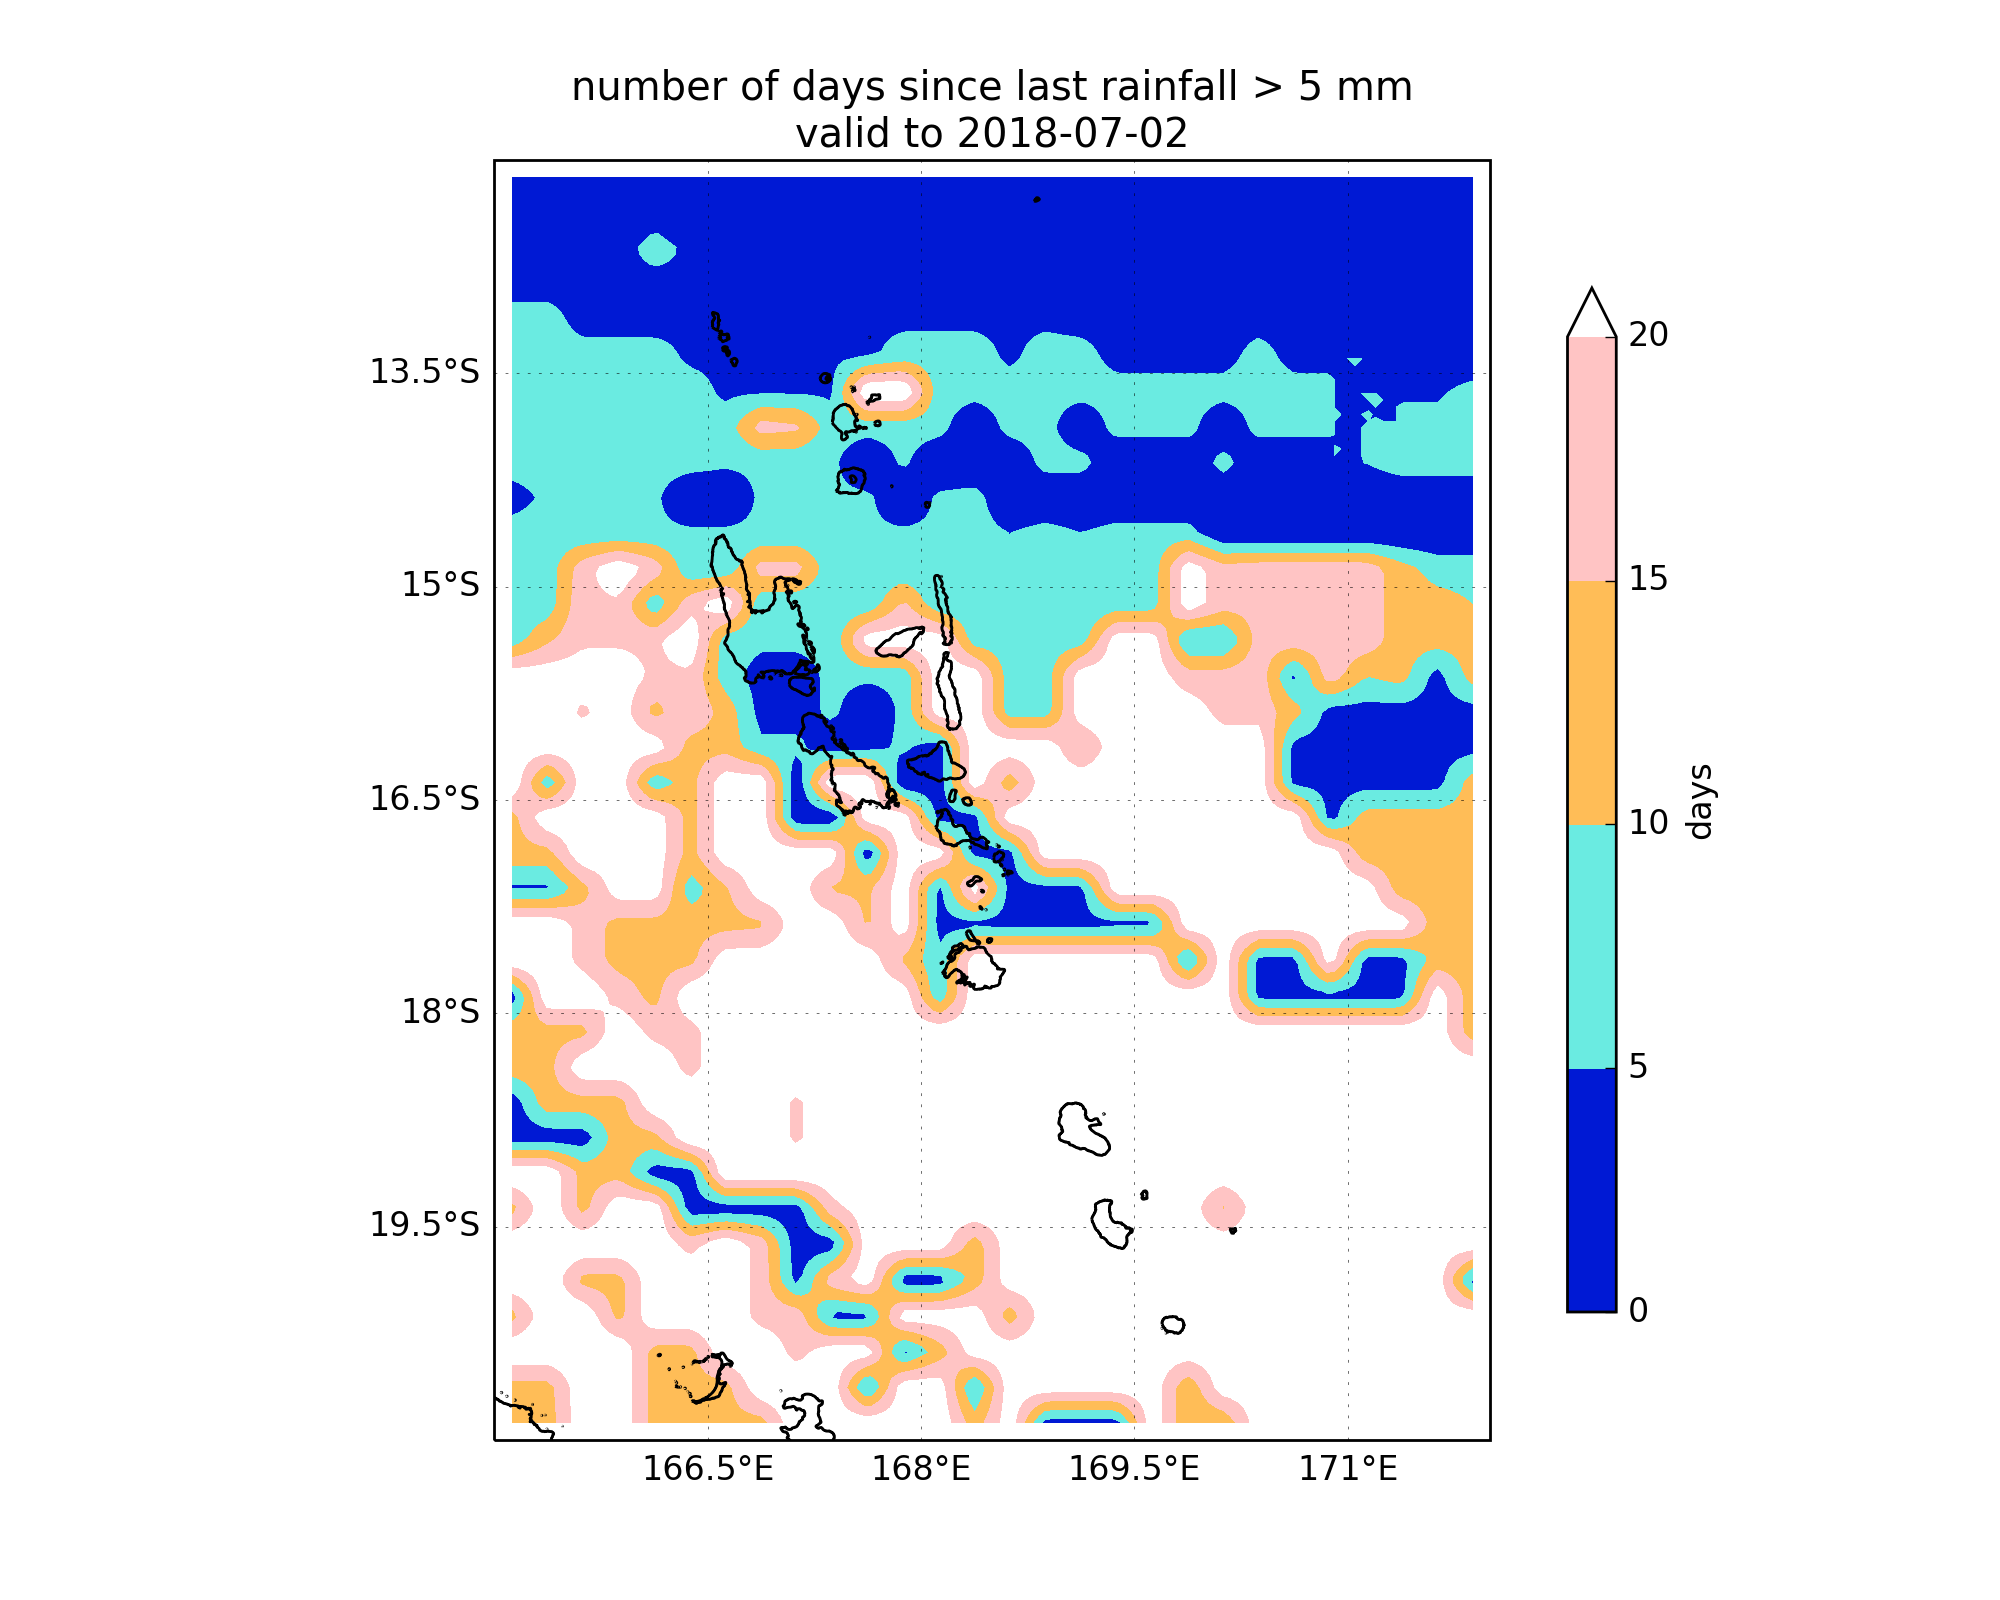 number of days since last rainfall > 5 mm
valid to 2018-07-02
13.5°S
15°S
16.5°S
18°S
19.5°S
166.5°E
168°E
169.5°E
171°E
20
15
10
5
0
days